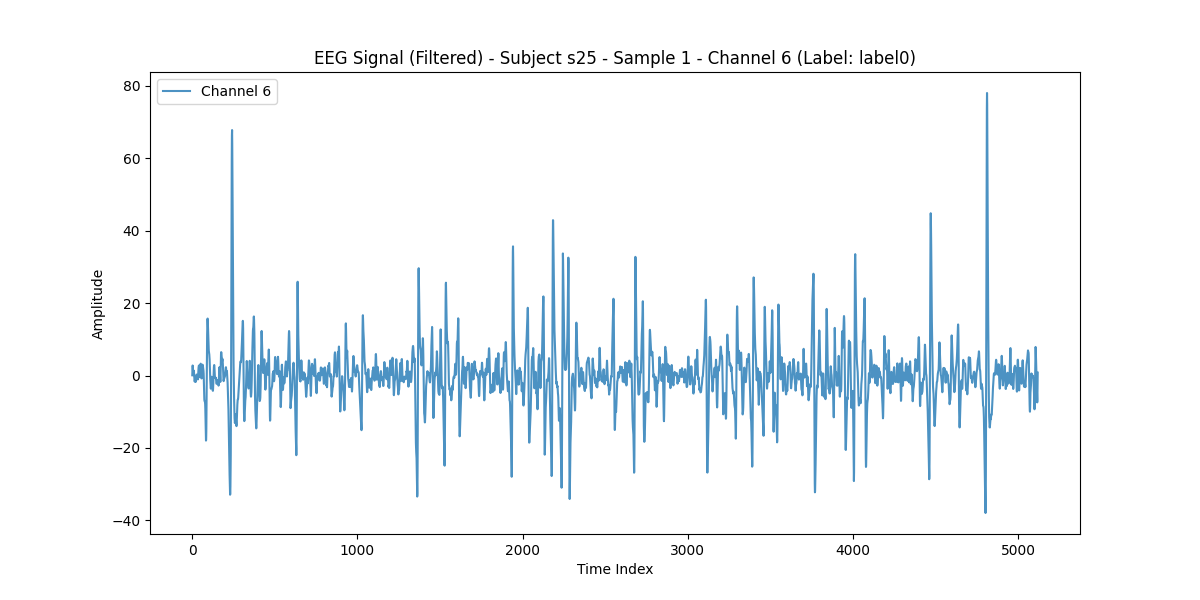 EEG Signal (Filtered) - Subject s25 - Sample 1 - Channel 6 (Label: label0)
Channel 6
80
60
40
20
0
−20
−40
Amplitude
0 1000 2000 3000 4000 5000
Time Index